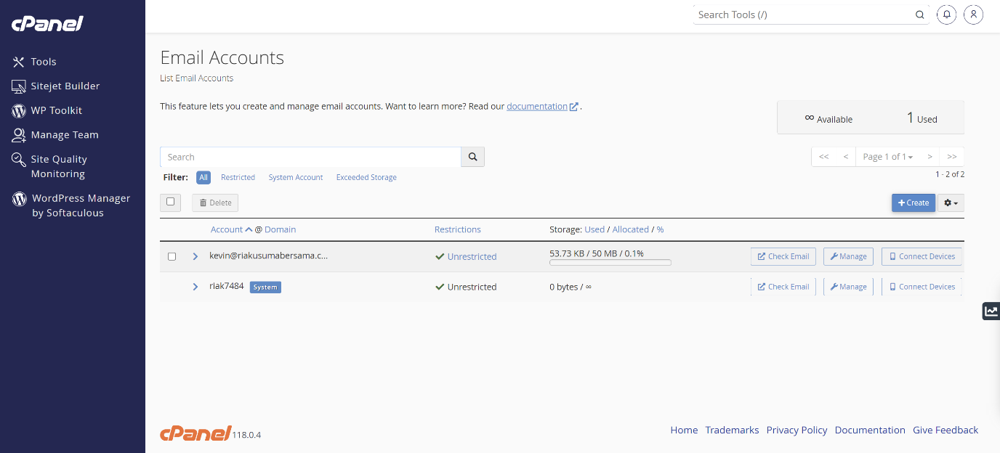 cPanel
Search Tools (/)
Tools
Sitejet Builder
WP Toolkit
Manage Team
Site Quality
Monitoring
WordPress Manager
by Softaculous
Email Accounts
List Email Accounts
This feature lets you create and manage email accounts. Want to learn more? Read our documentation .
∞ Available 1 Used
Search
<< < Page 1 of 1 > >>
Filter: All Restricted System Account Exceeded Storage
1 - 2 of 2
Delete
+ Create
Account @ Domain Restrictions Storage: Used / Allocated / %
kevin@riakusumabersama.c... Unrestricted 53.73 KB / 50 MB / 0.1% Check Email Manage Connect Devices
rlak7484 System Unrestricted 0 bytes / ∞ Check Email Manage Connect Devices
cPanel 118.0.4
Home Trademarks Privacy Policy Documentation Give Feedback